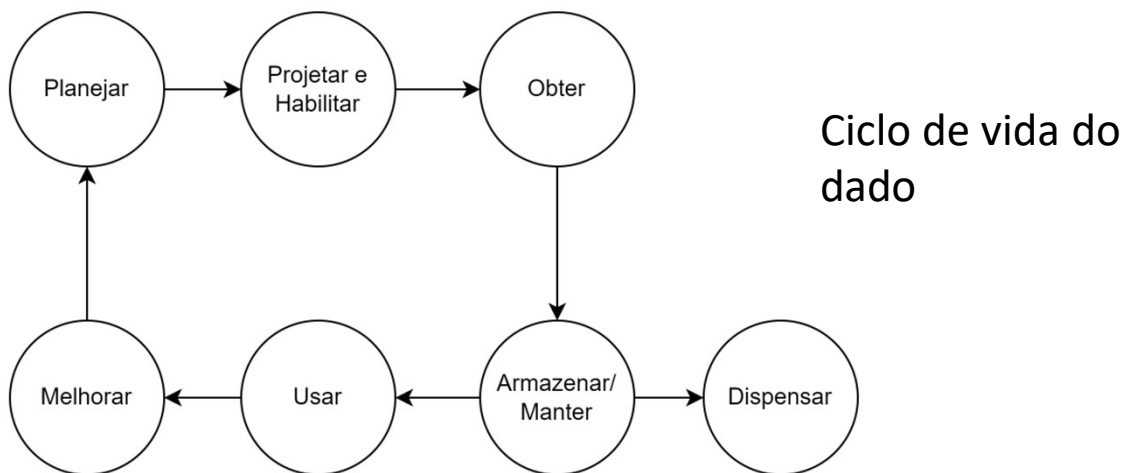 Planejar
Projetar e
Habilitar
Obter
Ciclo de vida do
dado
Melhorar
Usar
Armazenar/
Manter
Dispensar